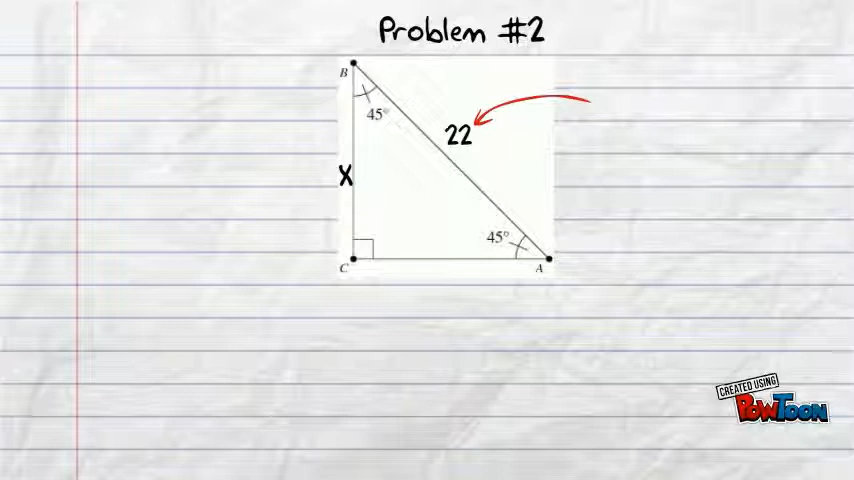 Problem #2
B
45°
22
X
45°
C
A
CREATED USING
POWTOON